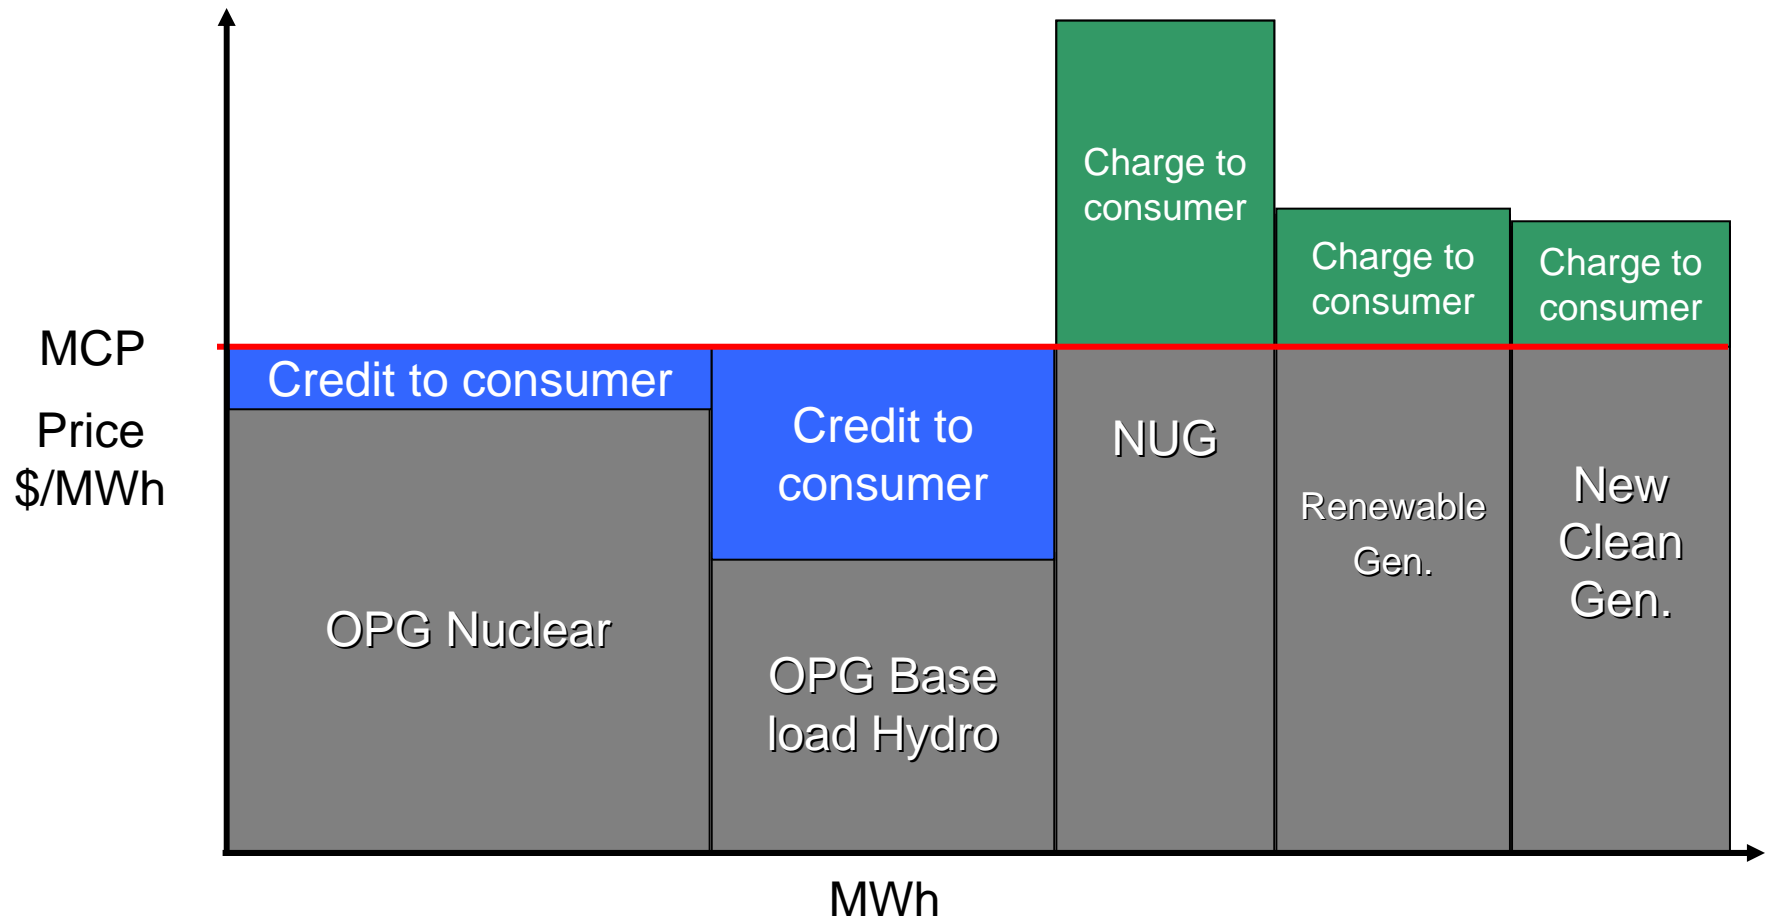 Charge to
consumer
Charge to
consumer
Charge to
consumer
MCP
Price
$/MWh
Credit to consumer
Credit to
consumer
NUG
Renewable
Gen.
New
Clean
Gen.
OPG Nuclear
OPG Base
load Hydro
MWh